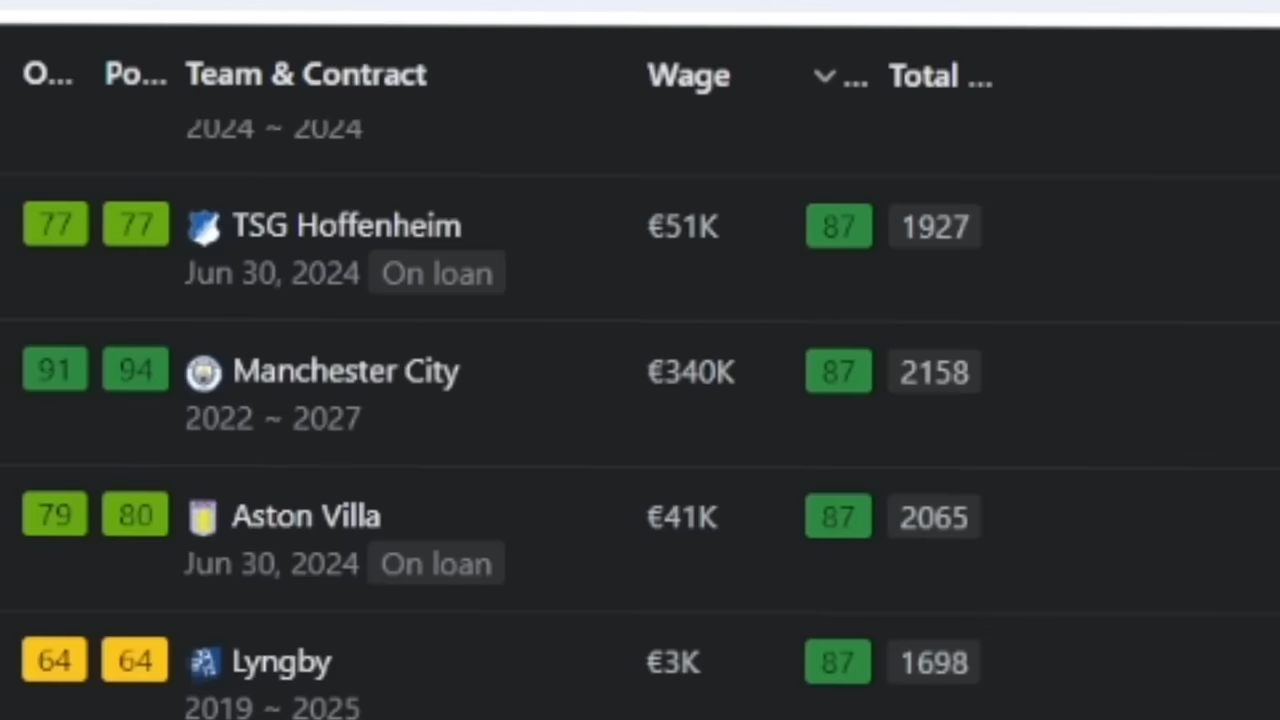 O... Po... Team & Contract Wage ... Total ...
2024 ~ 2024
77 77 TSG Hoffenheim €51K 87 1927
Jun 30, 2024 On loan
91 94 Manchester City €340K 87 2158
2022 ~ 2027
79 80 Aston Villa €41K 87 2065
Jun 30, 2024 On loan
64 64 Lyngby €3K 87 1698
2019 ~ 2025